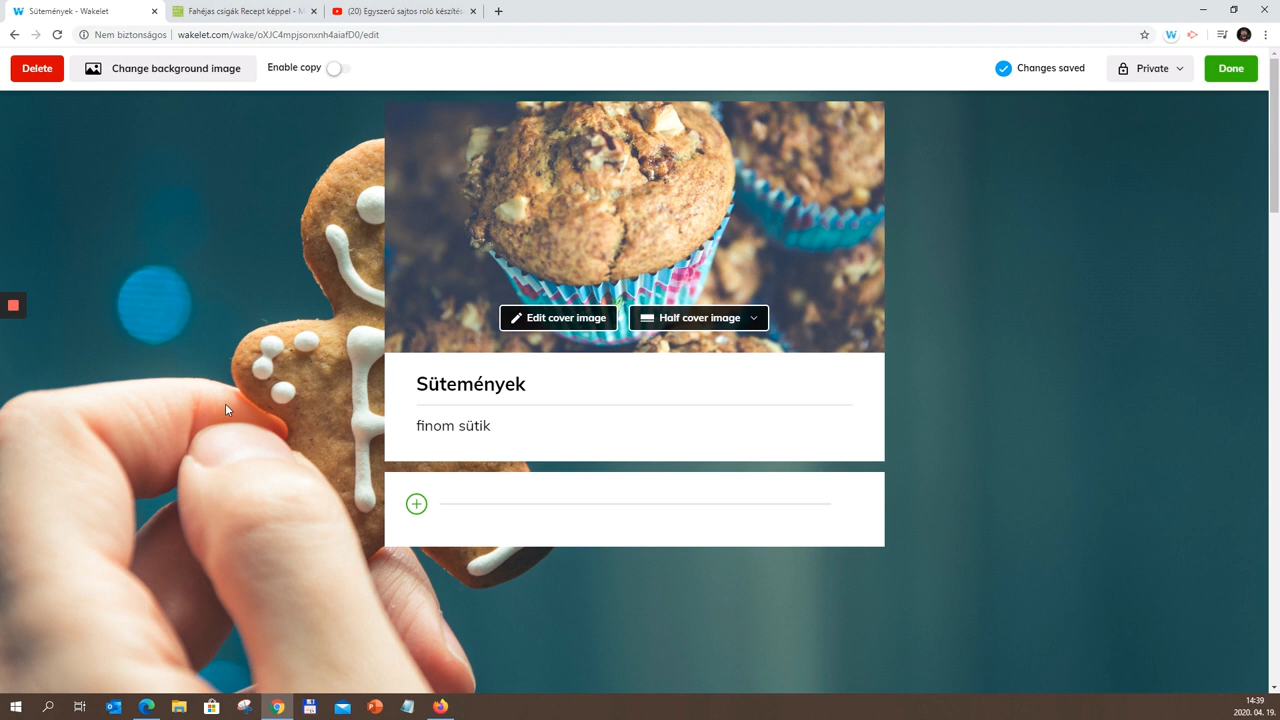 Sütemények - Wakelet
Fahéjas csigák Recept képpel - M
(20) Egyszerű sajtos roló készítés
Nem biztonságos
wakelet.com/wake/oXJC4mpjsonxnh4aiafD0/edit
Delete
Change background image
Enable copy
Changes saved
Private
Done
Edit cover image
Half cover image
Sütemények
finom sütik
14:39
2020. 04. 19.